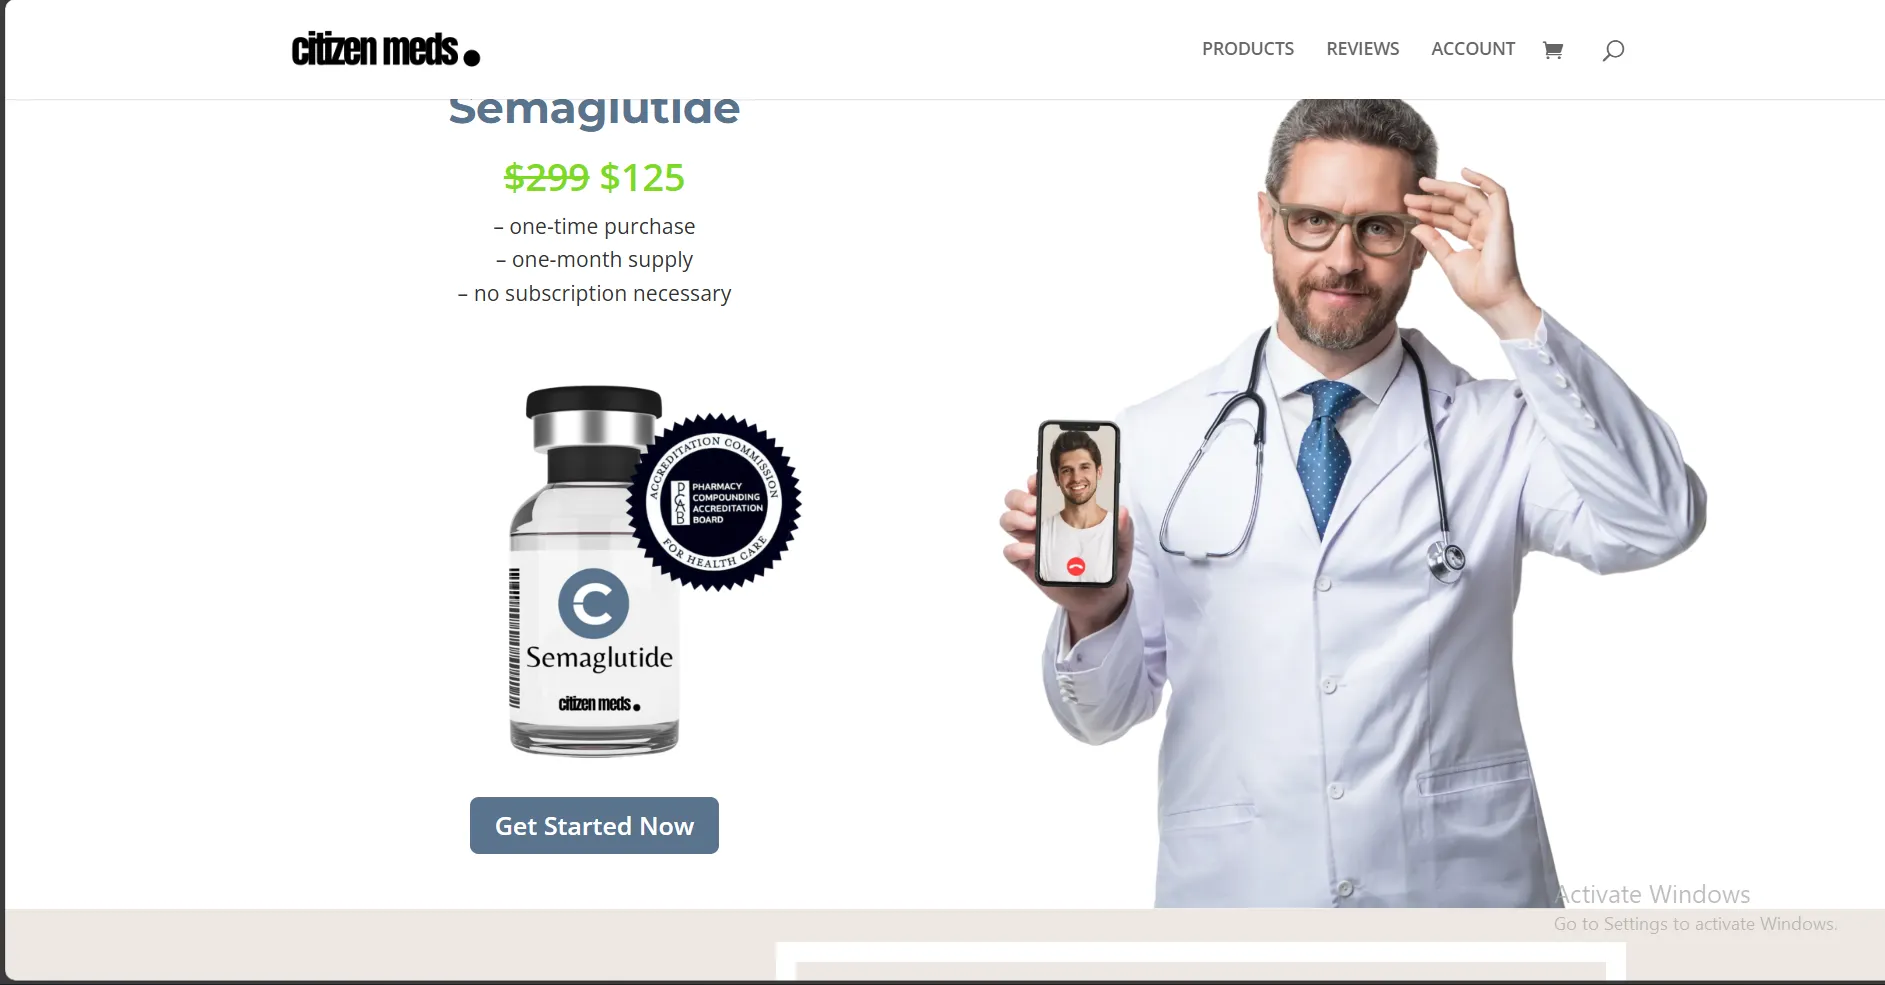 citizen meds.
PRODUCTS
REVIEWS
ACCOUNT
Semaglutide
$299 $125
– one-time purchase
– one-month supply
– no subscription necessary
ACCREDITATION COMMISSION
PCAB
PHARMACY
COMPOUNDING
ACCREDITATION
BOARD
FOR HEALTH CARE
C
Semaglutide
citizen meds.
Get Started Now
Activate Windows
Go to Settings to activate Windows.